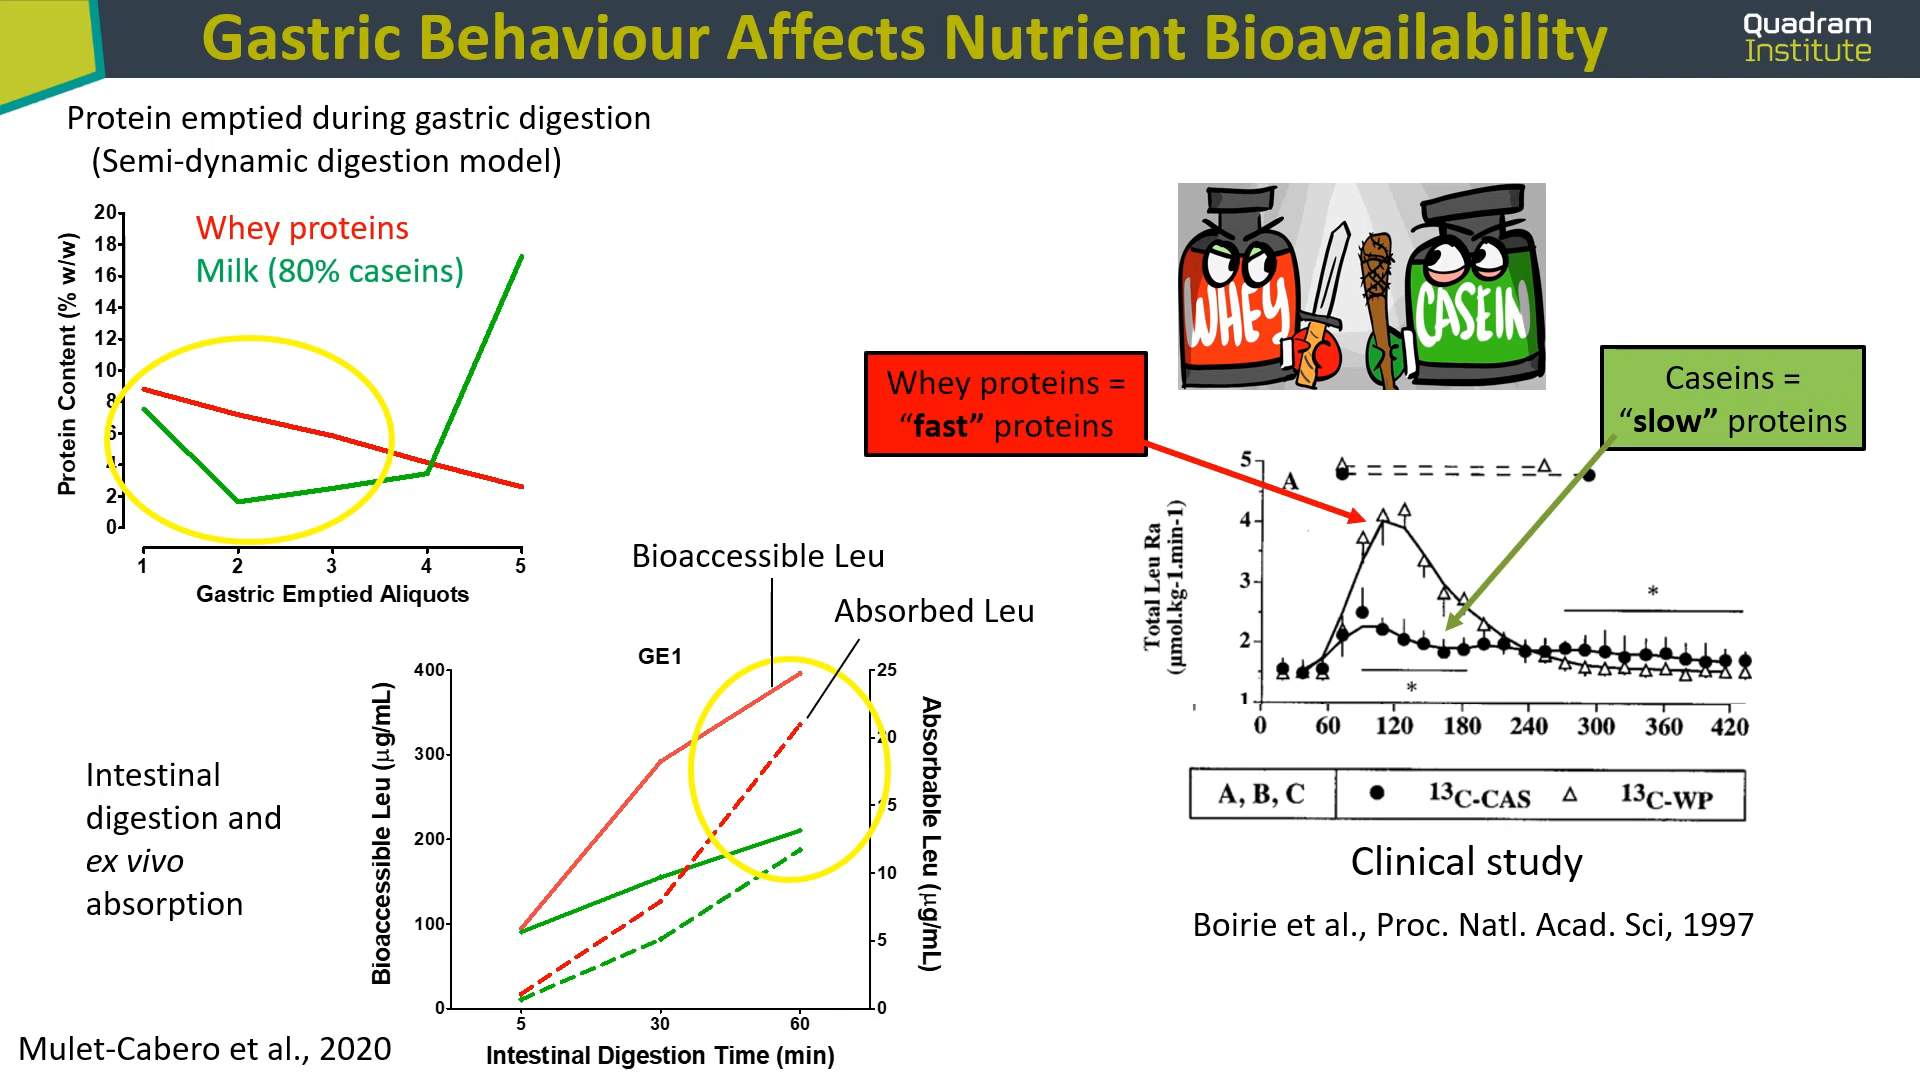 Gastric Behaviour Affects Nutrient Bioavailability
Quadram
Institute
Protein emptied during gastric digestion
(Semi-dynamic digestion model)
Whey proteins
Milk (80% caseins)
Protein Content (% w/w)
20
18
16
14
12
10
8
6
4
2
0
1 2 3 4 5
Gastric Emptied Aliquots
WHEY
CASEIN
Whey proteins =
“fast” proteins
Caseins =
“slow” proteins
A
Total Leu Ra
(µmol.kg-1.min-1)
5
4
3
2
1
*
*
0 60 120 180 240 300 360 420
A, B, C ● 13C-CAS △ 13C-WP
Clinical study
Boirie et al., Proc. Natl. Acad. Sci, 1997
Bioaccessible Leu
Absorbed Leu
GE1
Intestinal
digestion and
ex vivo
absorption
Bioaccessible Leu (µg/mL)
400
300
200
100
0
25
20
15
10
5
0
Absorbable Leu (µg/mL)
5 30 60
Intestinal Digestion Time (min)
Mulet-Cabero et al., 2020